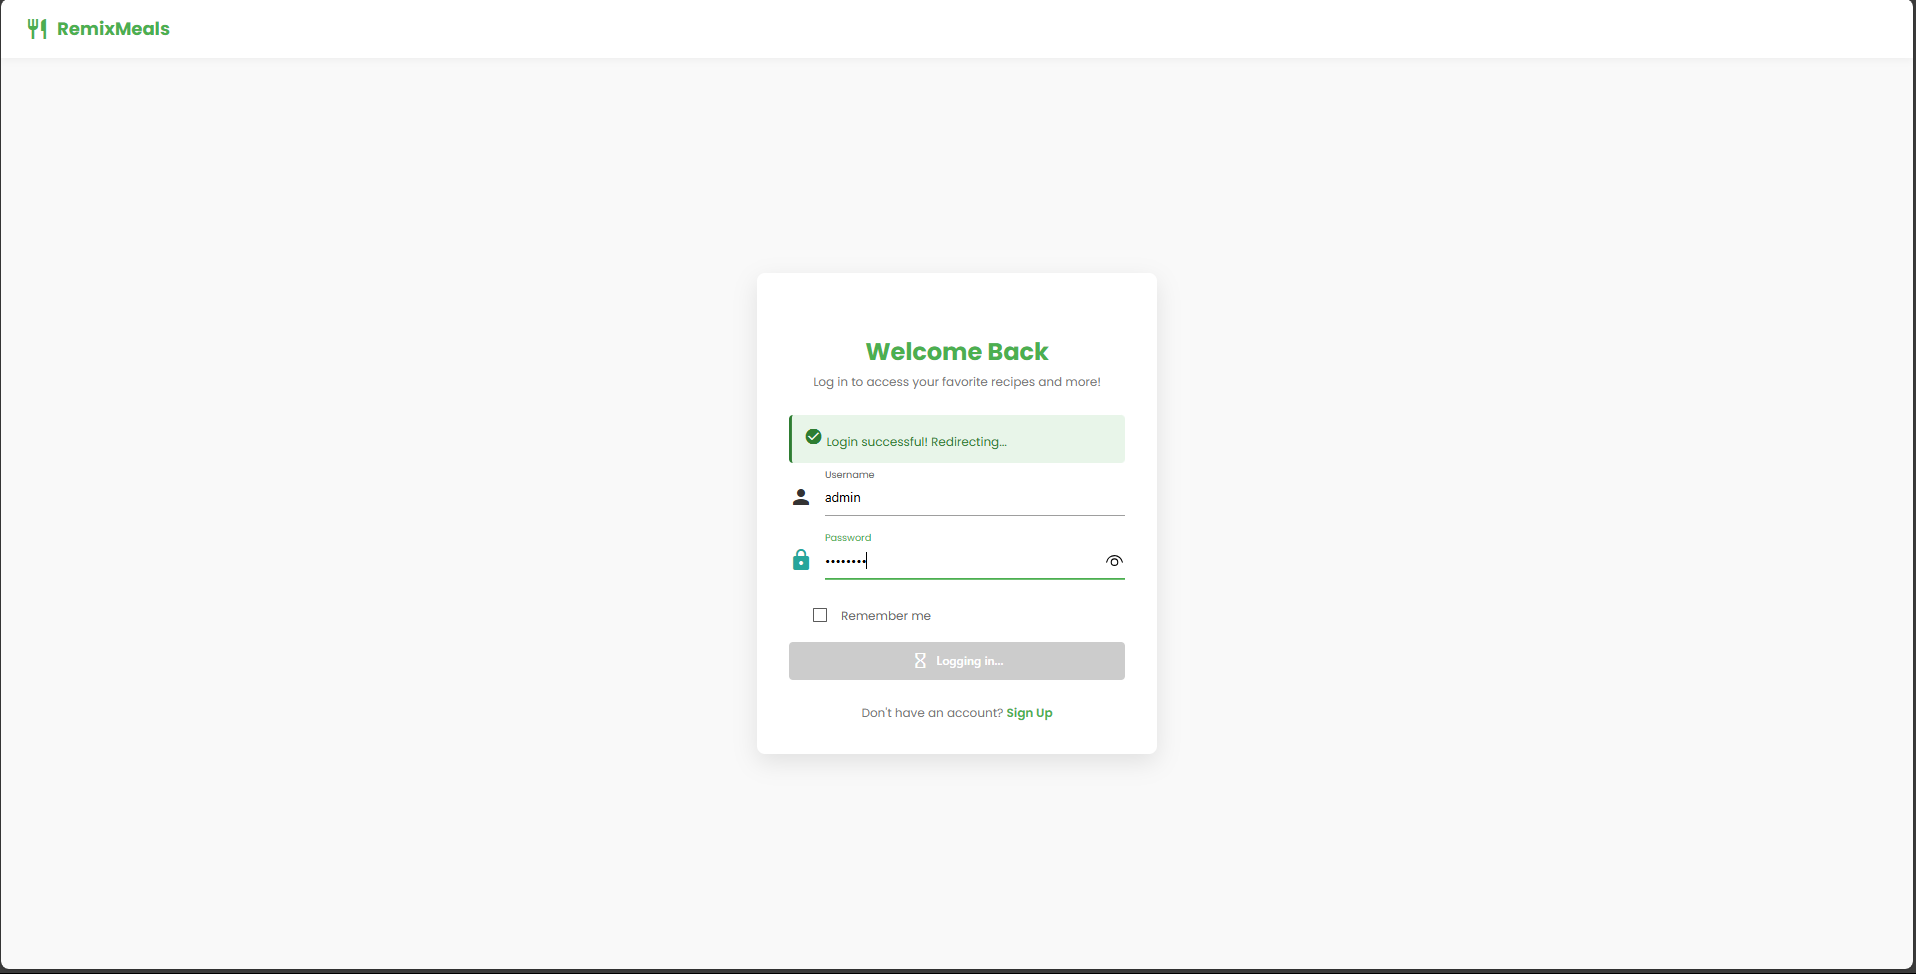 RemixMeals
Welcome Back
Log in to access your favorite recipes and more!
Login successful! Redirecting...
Username
admin
Password
••••••••
Remember me
Logging in...
Don't have an account? Sign Up